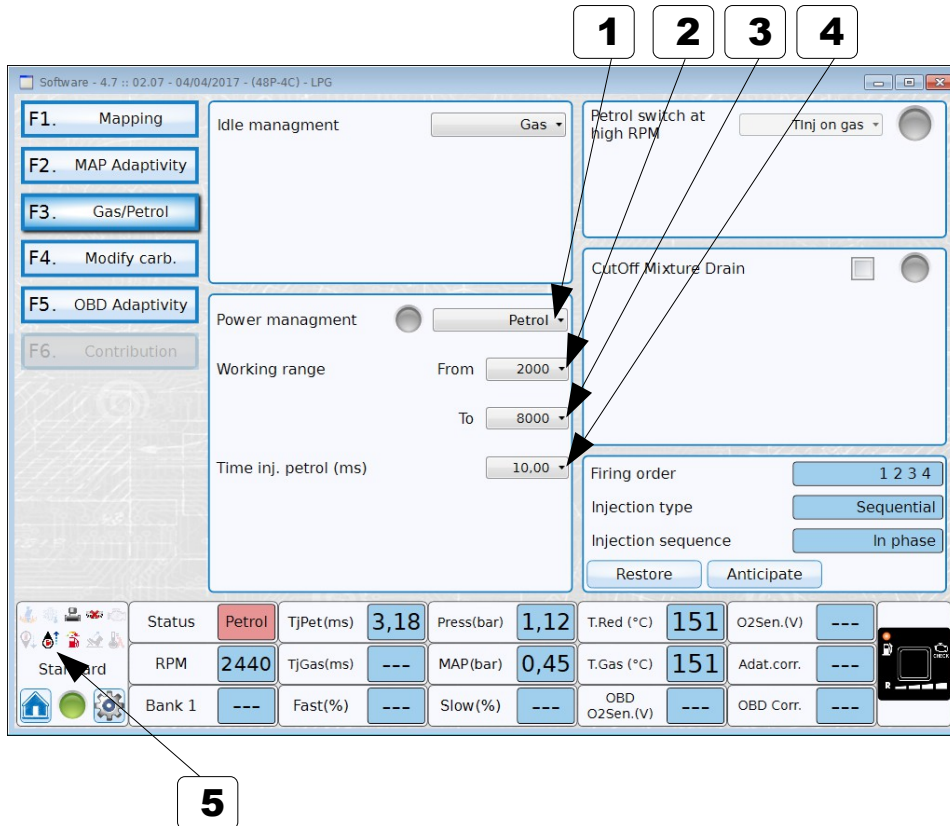 1 2 3 4
Software - 4.7 :: 02.07 - 04/04/2017 - (48P-4C) - LPG
F1. Mapping
F2. MAP Adaptivity
F3. Gas/Petrol
F4. Modify carb.
F5. OBD Adaptivity
F6. Contribution
Idle managment Gas
Power managment Petrol
Working range From 2000
To 8000
Time inj. petrol (ms) 10,00
Petrol switch at
high RPM
TInj on gas
CutOff Mixture Drain
Firing order 1 2 3 4
Injection type Sequential
Injection sequence In phase
Restore Anticipate
Standard
Status Petrol TjPet(ms) 3,18 Press(bar) 1,12 T.Red (°C) 151 O2Sen.(V) ---
RPM 2440 TjGas(ms) --- MAP(bar) 0,45 T.Gas (°C) 151 Adat.corr. ---
Bank 1 --- Fast(%) --- Slow(%) --- OBD
O2Sen.(V) --- OBD Corr. ---
CHECK
R
5